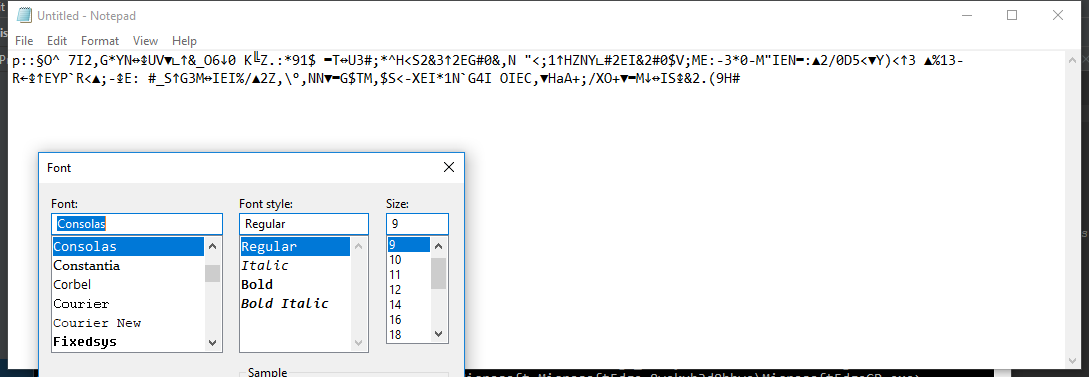 Untitled - Notepad
File Edit Format View Help
p::§O^ 7I2,G*YN↔↨UV▼∟↑&_O6↓0 K╚Z.:*91$ ═T↔U3#;*^H<S2&3↑2EG#0&,N "<;1↑HZNY∟#2EI&2#0$V;ME:-3*0-M"IEN═:▲2/0D5<▼Y)<↑3 ▲%13-
R←↨↑EYP`R<▲;-↨E: #_S↑G3M↔IEI%/▲2Z,\°,NN▼═G$TM,$S<-XEI*1N`G4I OIEC,▼HaA+;/XO+▼═M↓↔IS↨&2.(9H#
Font
Font: Font style: Size:
Consolas Regular 9
Consolas Regular 9
Constantia Italic 10
Corbel Bold 11
Courier Bold Italic 12
Courier New 14
Fixedsys 16
18
Sample